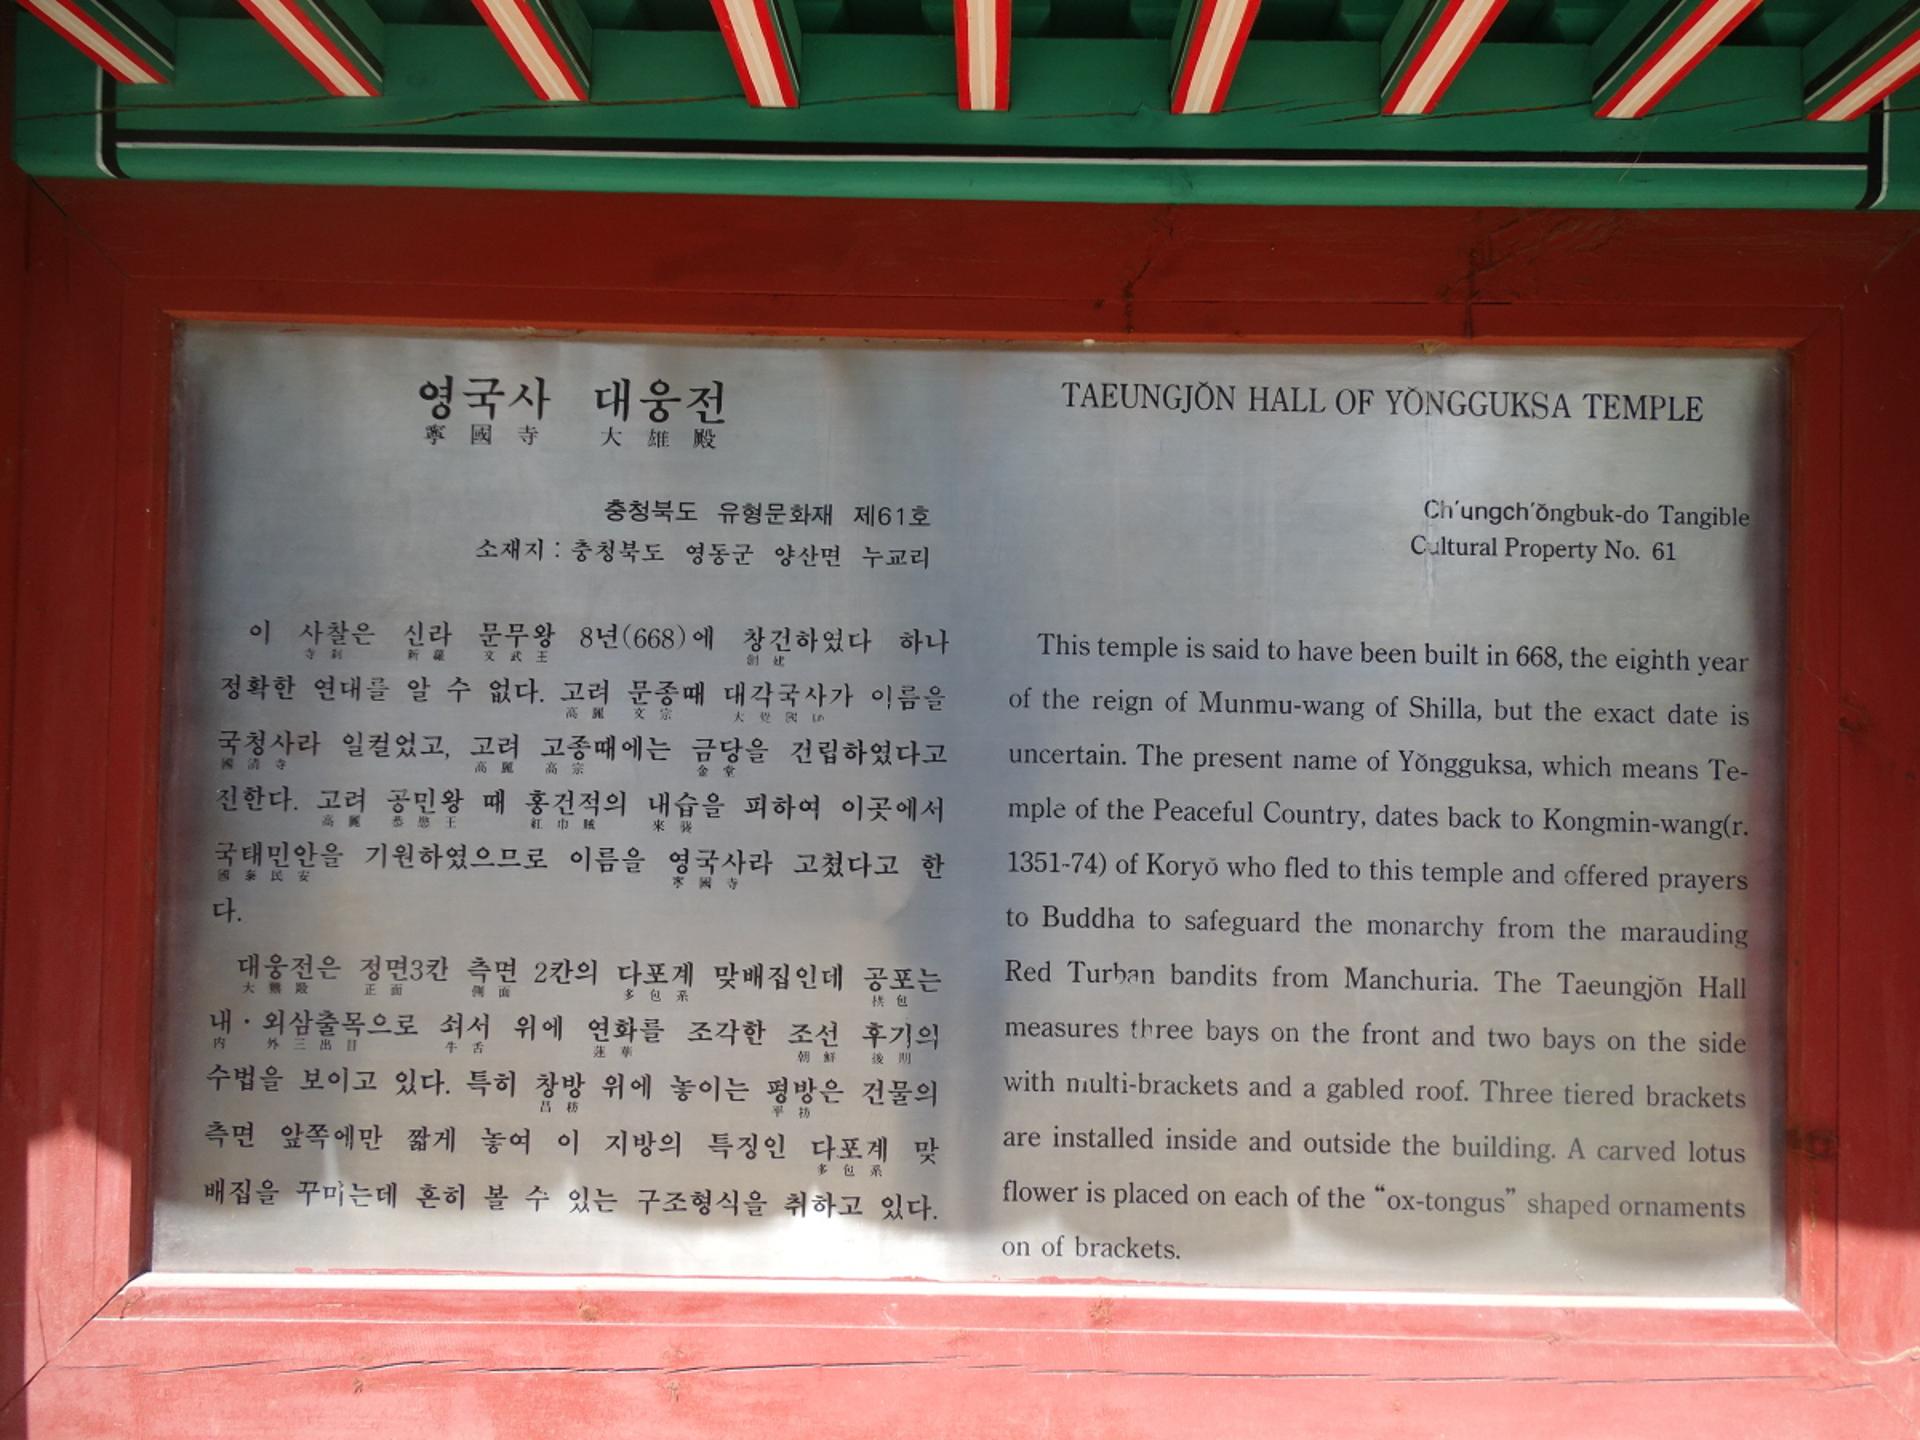 영국사 대웅전
寧國寺 大雄殿
충청북도 유형문화재 제61호
소재지 : 충청북도 영동군 양산면 누교리
이 사찰은 신라 문무왕 8년(668)에 창건하였다 하나
寺刹 新羅 文武王 創建
정확한 연대를 알 수 없다. 고려 문종때 대각국사가 이름을
高麗 文宗 大覺國師
국청사라 일컬었고, 고려 고종때에는 금당을 건립하였다고
國清寺 高麗 高宗 金堂
전한다. 고려 공민왕 때 홍건적의 내습을 피하여 이곳에서
高麗 恭愍王 紅巾賊 來襲
국태민안을 기원하였으므로 이름을 영국사라 고쳤다고 한
國泰民安 寧國寺
다.
대웅전은 정면3칸 측면 2칸의 다포계 맞배집인데 공포는
大雄殿 正面 側面 多包系 栱包
내·외삼출목으로 쇠서 위에 연화를 조각한 조선 후기의
內 外三出目 牛舌 蓮華 朝鮮 後期
수법을 보이고 있다. 특히 창방 위에 놓이는 평방은 건물의
昌枋 平枋
측면 앞쪽에만 짧게 놓여 이 지방의 특징인 다포계 맞
多包系
배집을 꾸미는데 흔히 볼 수 있는 구조형식을 취하고 있다.
TAEUNGJŎN HALL OF YŎNGGUKSA TEMPLE
Ch'ungch'ŏngbuk-do Tangible
Cultural Property No. 61
This temple is said to have been built in 668, the eighth year
of the reign of Munmu-wang of Shilla, but the exact date is
uncertain. The present name of Yŏngguksa, which means Te-
mple of the Peaceful Country, dates back to Kongmin-wang(r.
1351-74) of Koryŏ who fled to this temple and offered prayers
to Buddha to safeguard the monarchy from the marauding
Red Turban bandits from Manchuria. The Taeungjŏn Hall
measures three bays on the front and two bays on the side
with multi-brackets and a gabled roof. Three tiered brackets
are installed inside and outside the building. A carved lotus
flower is placed on each of the “ox-tongus” shaped ornaments
on of brackets.